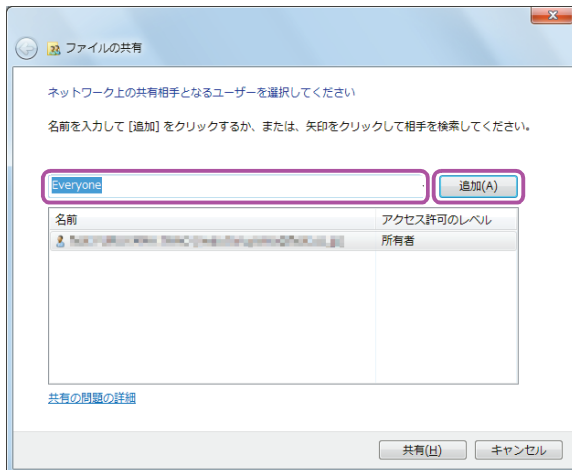 ファイルの共有
ネットワーク上の共有相手となるユーザーを選択してください
名前を入力して [追加] をクリックするか、または、矢印をクリックして相手を検索してください。
Everyone 追加(A)
名前 アクセス許可のレベル
所有者
共有の問題の詳細
共有(H) キャンセル